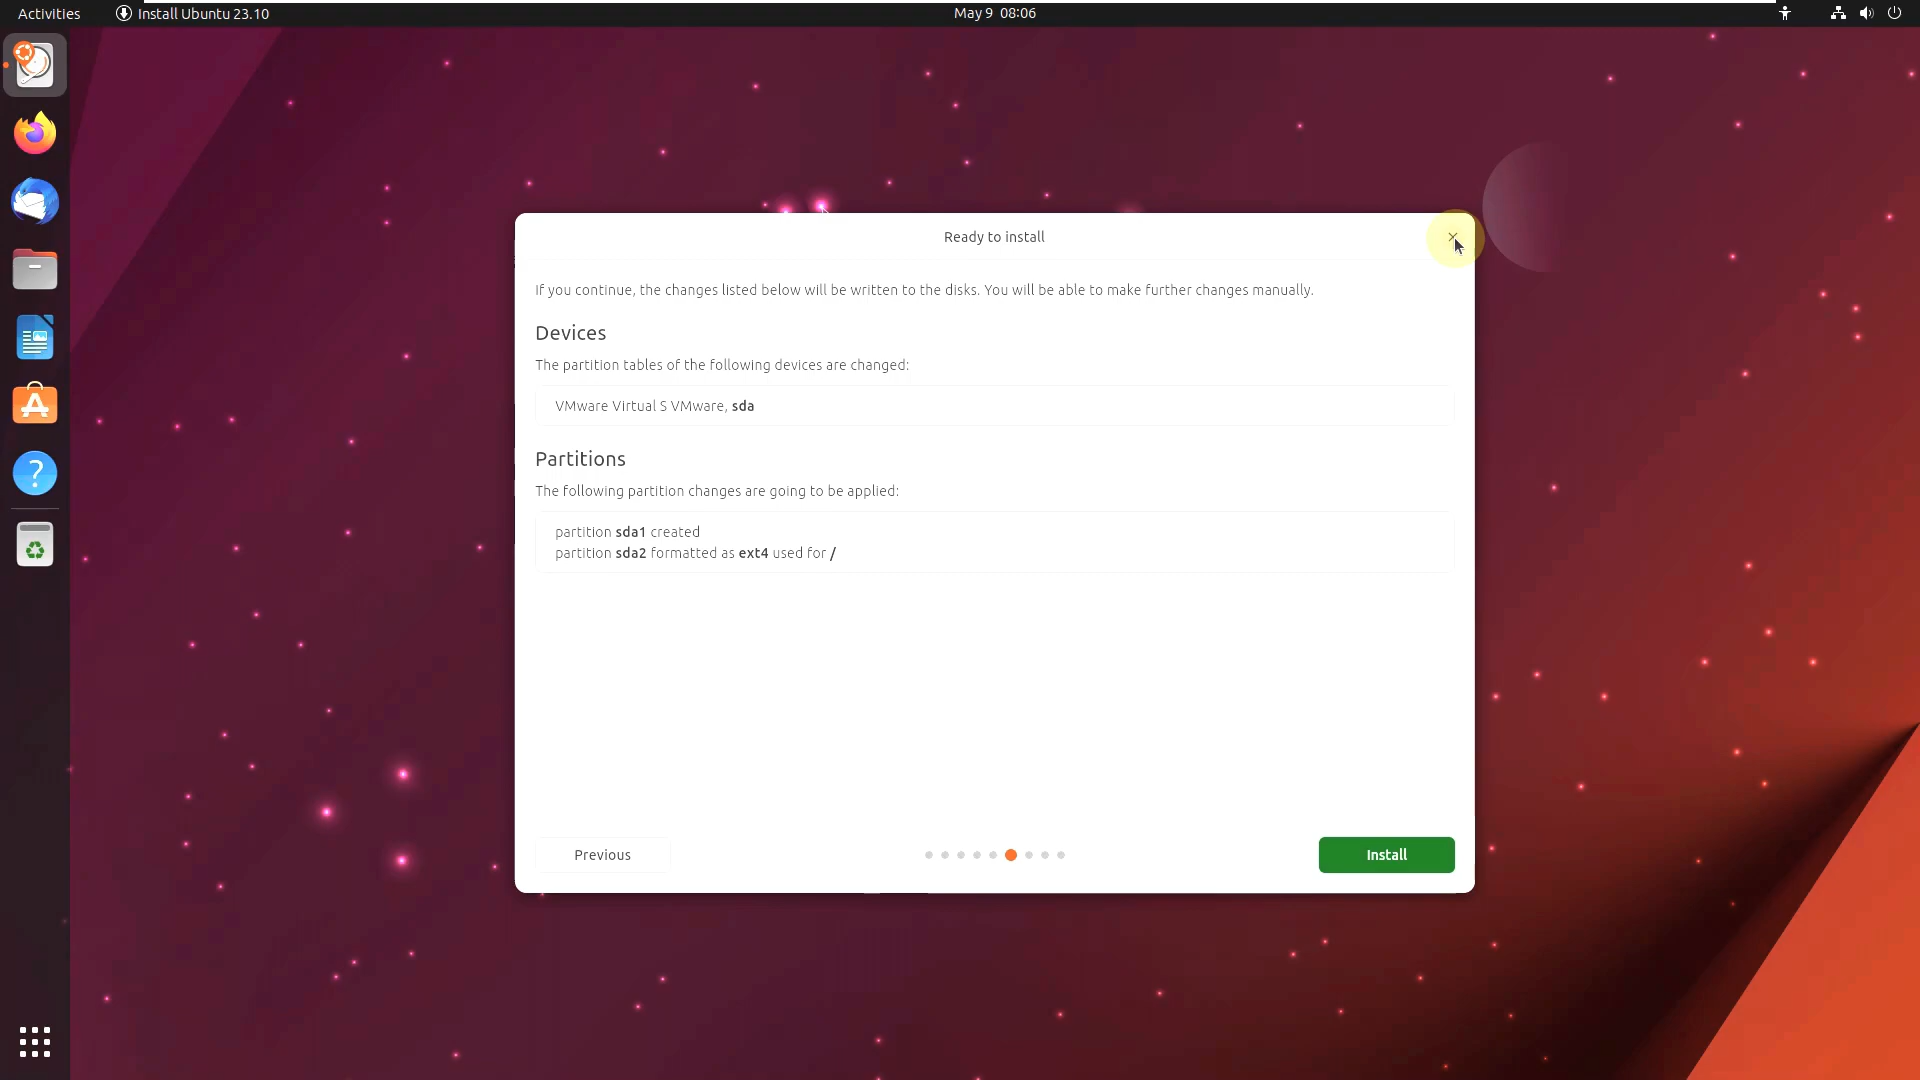 Activities
Install Ubuntu 23.10
May 9 08:06
Ready to install
If you continue, the changes listed below will be written to the disks. You will be able to make further changes manually.
Devices
The partition tables of the following devices are changed:
VMware Virtual S VMware, sda
Partitions
The following partition changes are going to be applied:
partition sda1 created
partition sda2 formatted as ext4 used for /
Previous
Install